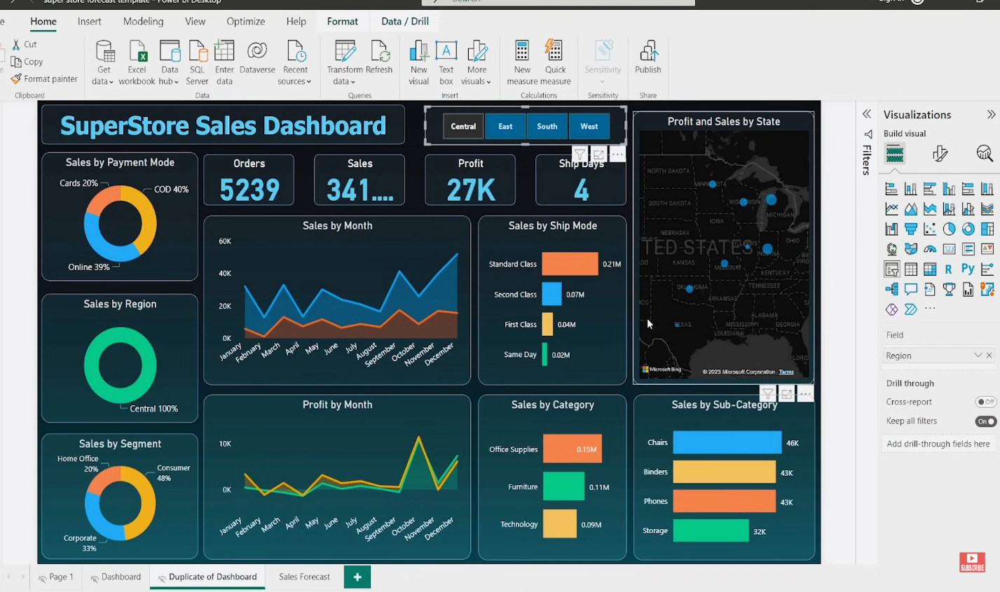 super store forecast template - Power BI Desktop
Search
Sign in
Home
Insert
Modeling
View
Optimize
Help
Format
Data / Drill
Cut
Copy
Format painter
Clipboard
Get data
Excel workbook
Data hub
SQL Server
Enter data
Dataverse
Recent sources
Data
Transform data
Refresh
Queries
New visual
Text box
More visuals
Insert
New measure
Quick measure
Calculations
Sensitivity
Sensitivity
Publish
Share
SuperStore Sales Dashboard
Central
East
South
West
Sales by Payment Mode
Cards 20%
COD 40%
Online 39%
Orders
5239
Sales
341....
Profit
27K
Ship Days
4
Profit and Sales by State
NORTH DAKOTA
MINNESOTA
SOUTH DAKOTA
WISCONSIN
MICHIGAN
IOWA
NEBRASKA
TED STATES
ILLINOIS
INDIANA
OHIO
KANSAS
MISSOURI
KENTUCKY
OKLAHOMA
TENNESSEE
ARKANSAS
ALABAMA
TEXAS
MISSISSIPPI
GEORGIA
LOUISIANA
Microsoft Bing
© 2023 Microsoft Corporation Terms
Sales by Month
60K
40K
20K
0K
January
February
March
April
May
June
July
August
September
October
November
December
Sales by Ship Mode
Standard Class
0.21M
Second Class
0.07M
First Class
0.04M
Same Day
0.02M
Sales by Region
Central 100%
Sales by Segment
Home Office
20%
Consumer
48%
Corporate
33%
Profit by Month
10K
0K
January
February
March
April
May
June
July
August
September
October
November
December
Sales by Category
Office Supplies
0.15M
Furniture
0.11M
Technology
0.09M
Sales by Sub-Category
Chairs
46K
Binders
43K
Phones
43K
Storage
32K
Filters
Visualizations
Build visual
123
R
Py
Field
Region
Drill through
Cross-report
Off
Keep all filters
On
Add drill-through fields here
SUBSCRIBE
Page 1
Dashboard
Duplicate of Dashboard
Sales Forecast